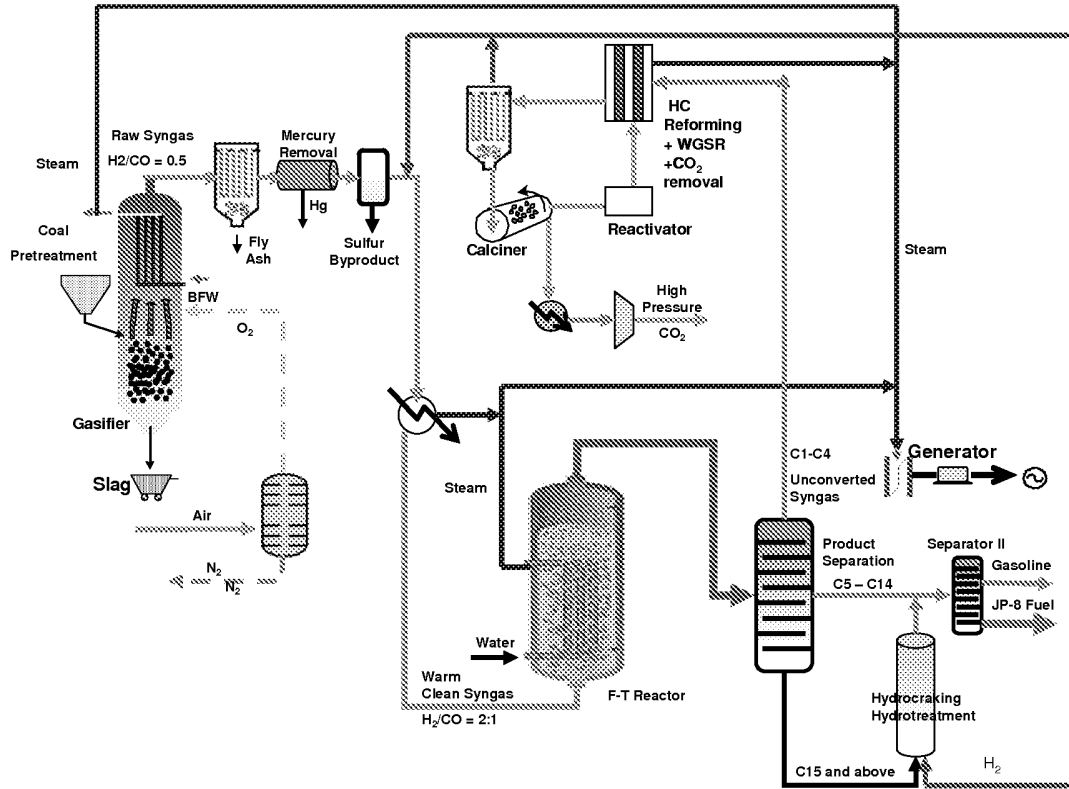 Raw Syngas
H2/CO = 0.5
Mercury
Removal
Steam
HC
Reforming
+ WGSR
+CO2
removal
Hg
Coal
Pretreatment
Fly
Ash
Sulfur
Byproduct
Calciner
Reactivator
Steam
BFW
O2
High
Pressure
CO2
Gasifier
Slag
Air
N2
N2
Steam
C1-C4
Unconverted
Syngas
Generator
Product
Separation
Separator II
Gasoline
C5 – C14
JP-8 Fuel
Water
Warm
Clean Syngas
H2/CO = 2:1
F-T Reactor
Hydrocraking
Hydrotreatment
C15 and above
H2